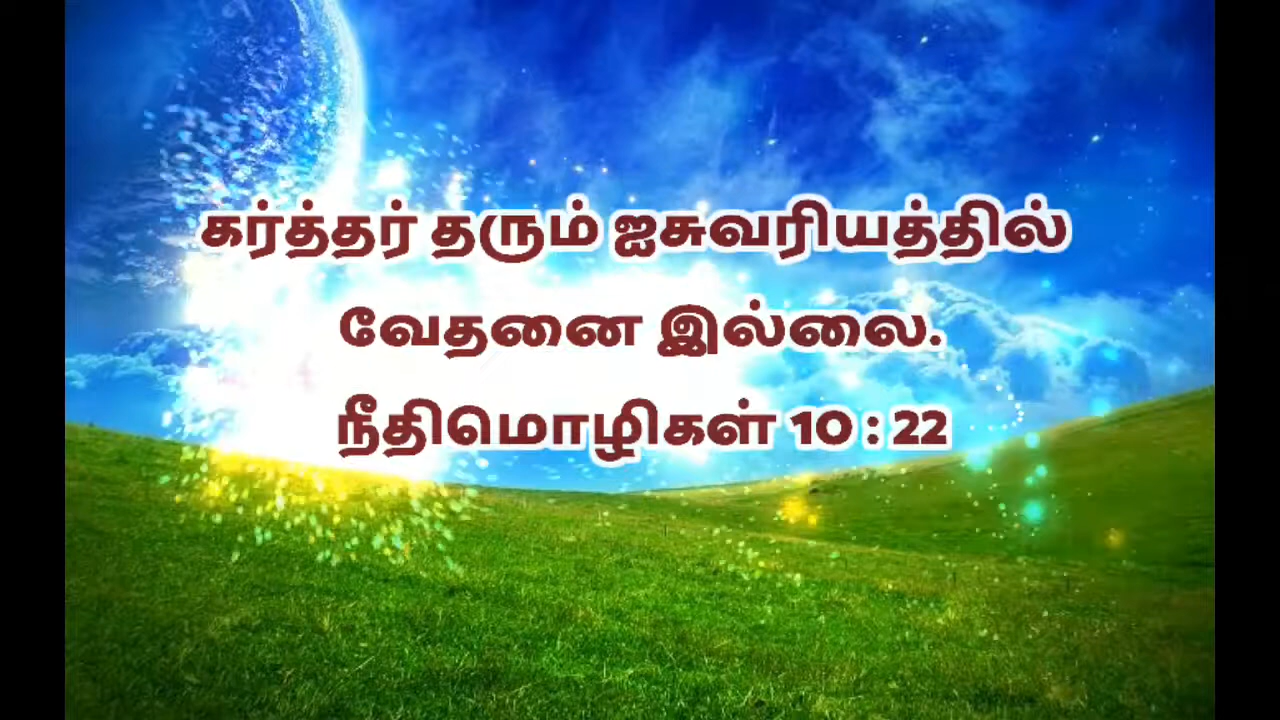 கர்த்தர் தரும் ஐசுவரியத்தில்
வேதனை இல்லை.
நீதிமொழிகள் 10 : 22